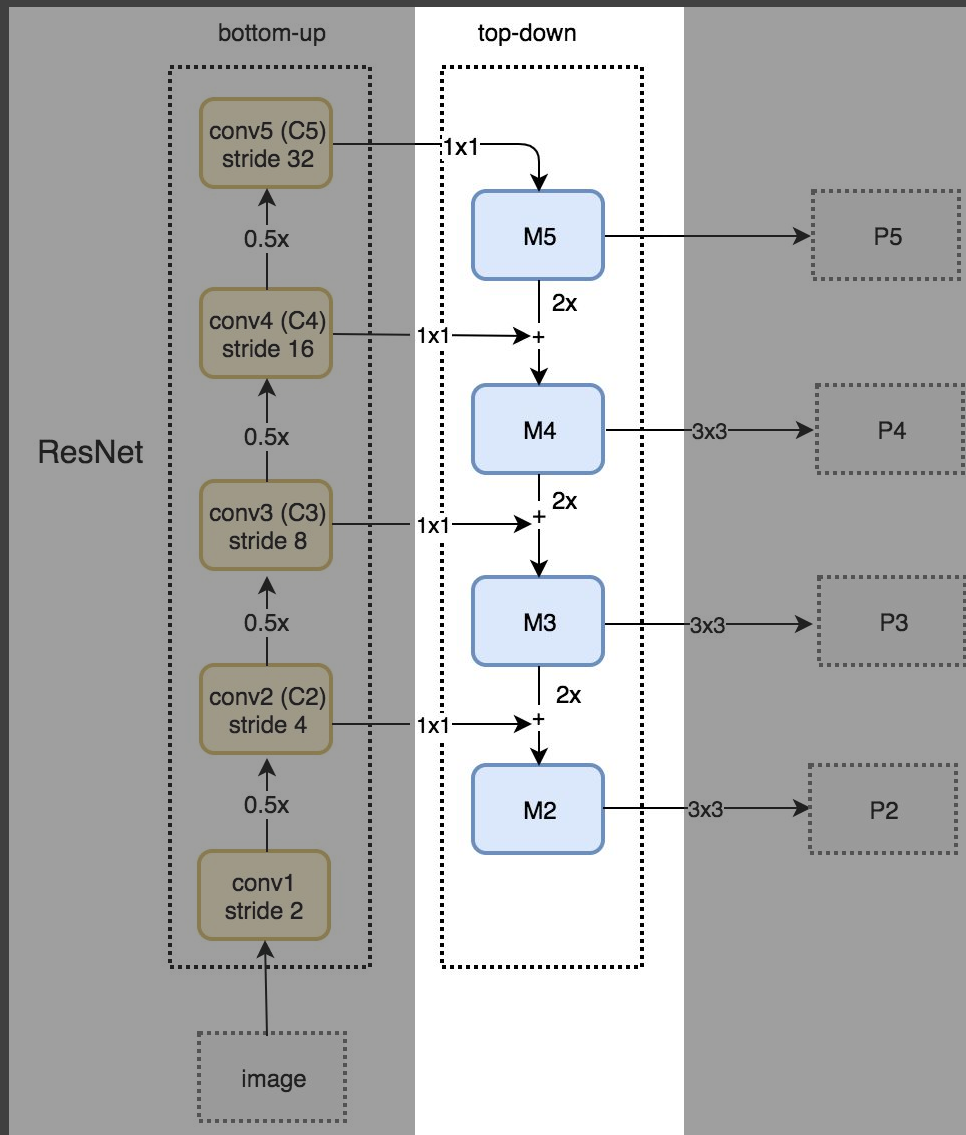 bottom-up
top-down
conv5 (C5)
stride 32
1x1
M5
P5
0.5x
2x
conv4 (C4)
stride 16
1x1
+
M4
3x3
P4
0.5x
ResNet
2x
conv3 (C3)
stride 8
1x1
+
M3
3x3
P3
0.5x
2x
conv2 (C2)
stride 4
1x1
+
M2
3x3
P2
0.5x
conv1
stride 2
image